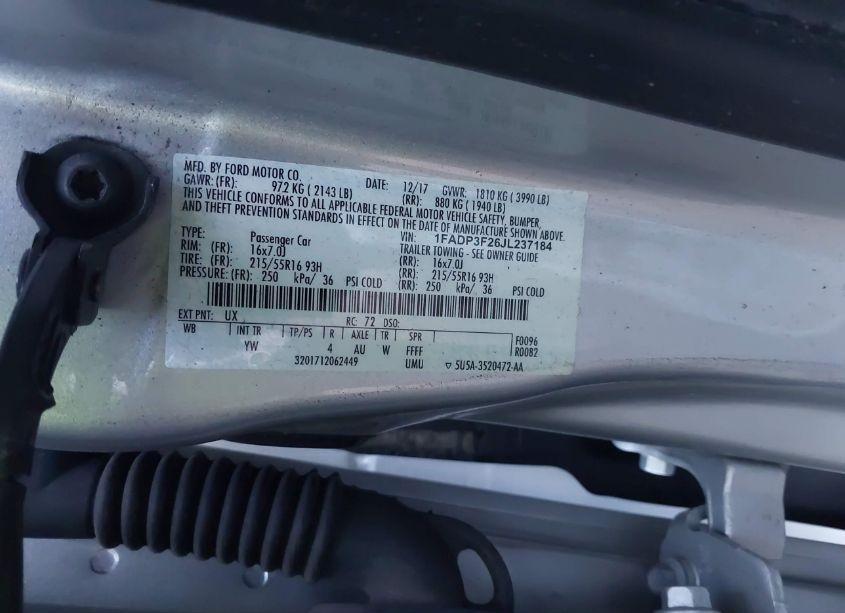 MFD. BY FORD MOTOR CO.
DATE: 12/17 GVWR: 1810 KG ( 3990 LB)
GAWR: (FR): 972 KG ( 2143 LB) (RR): 880 KG ( 1940 LB)
THIS VEHICLE CONFORMS TO ALL APPLICABLE FEDERAL MOTOR VEHICLE SAFETY, BUMPER,
AND THEFT PREVENTION STANDARDS IN EFFECT ON THE DATE OF MANUFACTURE SHOWN ABOVE.
VIN: 1FADP3F26JL237184
TYPE: Passenger Car TRAILER TOWING - SEE OWNER GUIDE
RIM: (FR): 16x7.0J (RR): 16x7.0J
TIRE: (FR): 215/55R16 93H (RR): 215/55R16 93H
PRESSURE: (FR): 250 kPa/ 36 PSI COLD (RR): 250 kPa/ 36 PSI COLD
EXT PNT: UX RC: 72 DSO:
WB INT TR TP/PS R AXLE TR SPR F0096
YW 4 AU W FFFF R0082
3201712062449 UMU ▽ 5U5A-3520472-AA